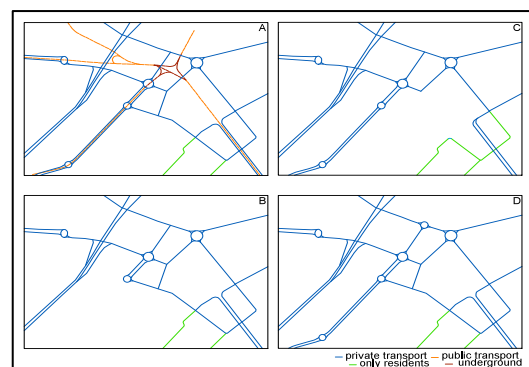 A
C
B
D
private transport public transport
only residents underground